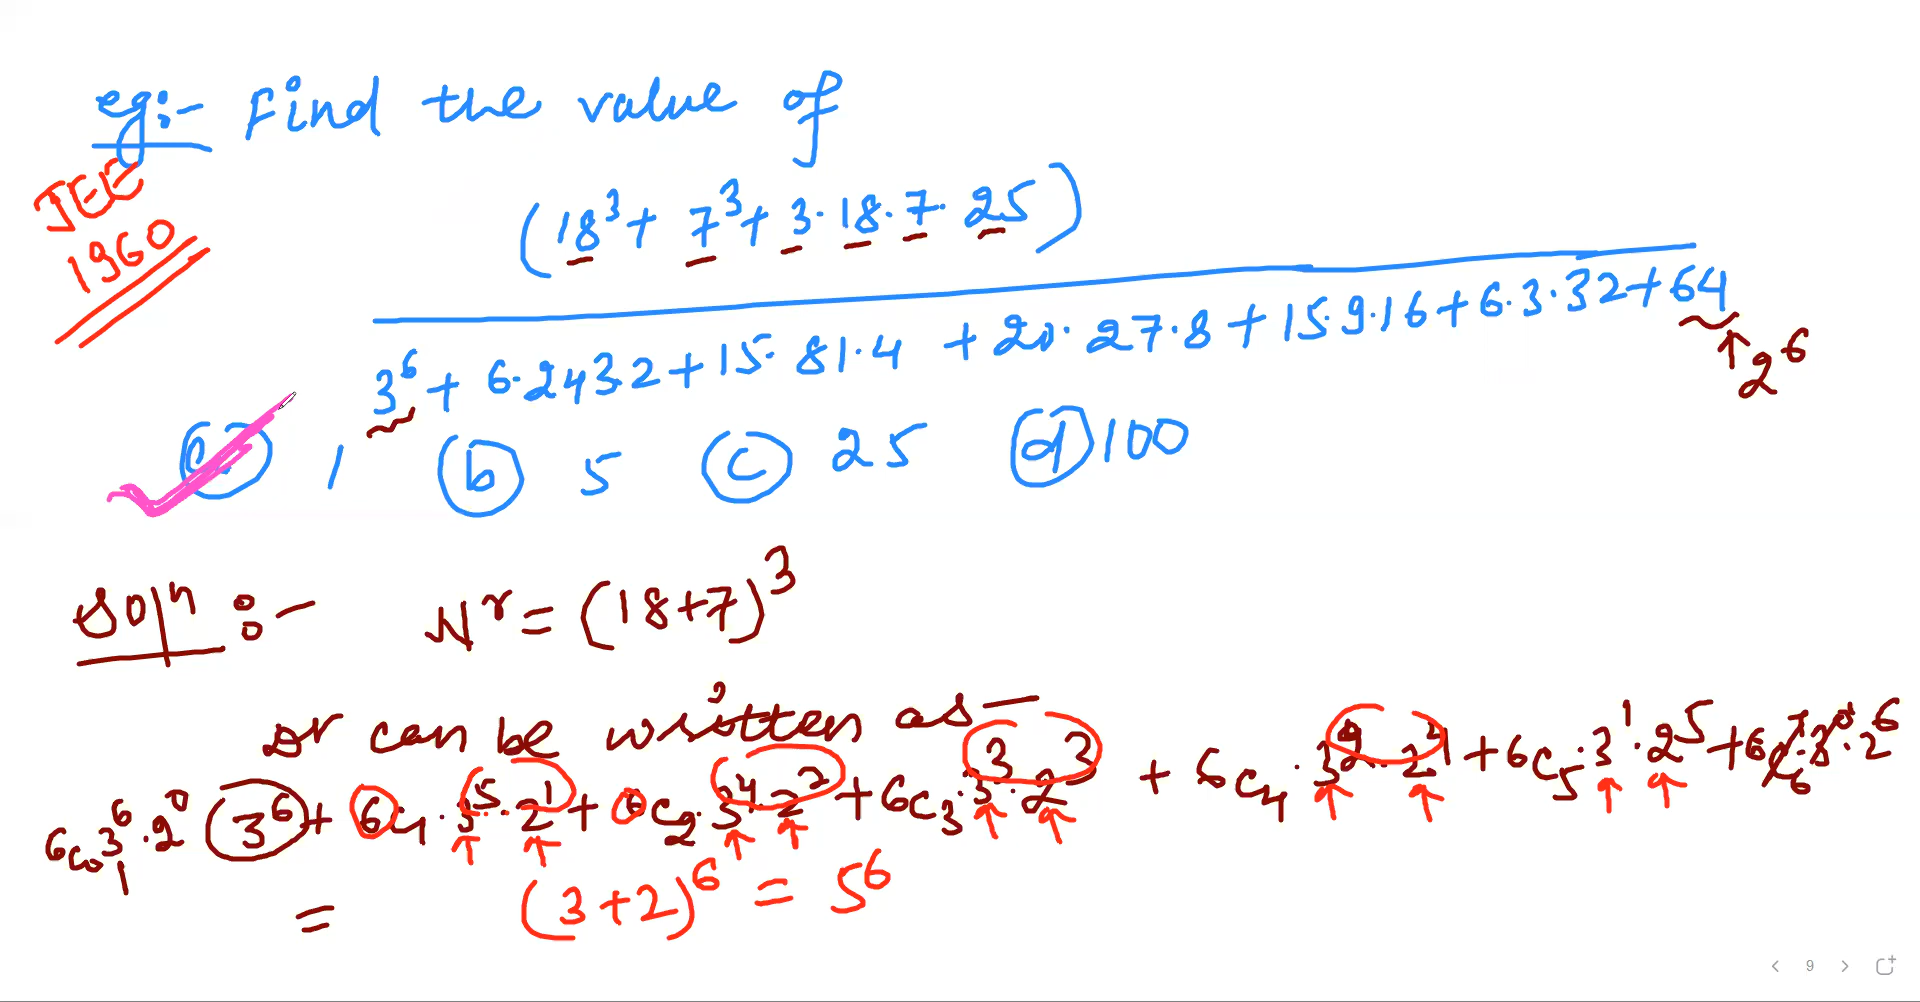 eg:- Find the value of
JEE
1960
(18³ + 7³ + 3·18·7·25)
3⁶ + 6·243·2 + 15·81·4 + 20·27·8 + 15·9·16 + 6·3·32 + 64
↑ 2⁶
(a) 1 (b) 5 (c) 25 (d) 100
Solⁿ :- Nʳ = (18+7)³
Dʳ can be written as —
6C₀ 3⁶·2⁰ 3⁶ + 6C₁·3⁵·2¹ + 6C₂·3⁴·2² + 6C₃·3³·2³ + 6C₄·3²·2⁴ + 6C₅·3¹·2⁵ + 6C₆·3⁰·2⁶
= (3+2)⁶ = 5⁶
9